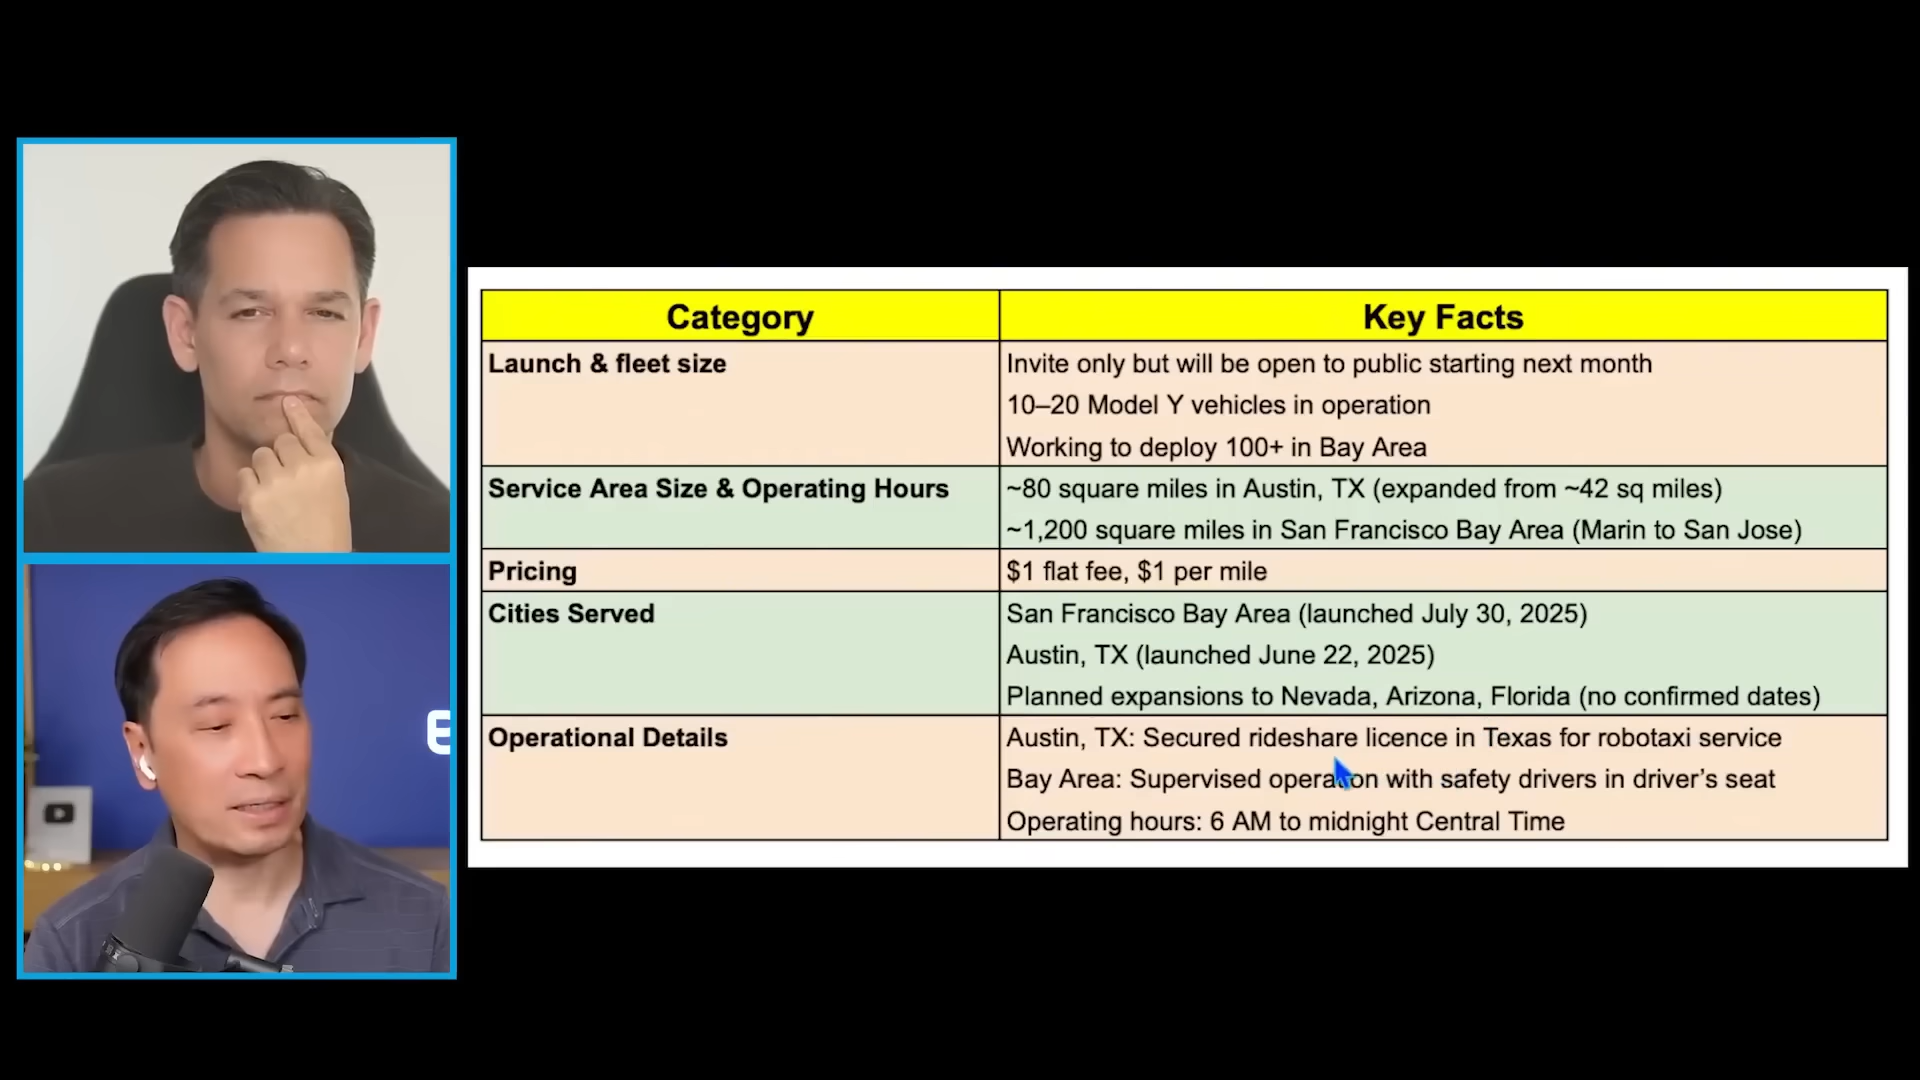 Category
Key Facts
Launch & fleet size
Invite only but will be open to public starting next month
10–20 Model Y vehicles in operation
Working to deploy 100+ in Bay Area
Service Area Size & Operating Hours
~80 square miles in Austin, TX (expanded from ~42 sq miles)
~1,200 square miles in San Francisco Bay Area (Marin to San Jose)
Pricing
$1 flat fee, $1 per mile
Cities Served
San Francisco Bay Area (launched July 30, 2025)
Austin, TX (launched June 22, 2025)
Planned expansions to Nevada, Arizona, Florida (no confirmed dates)
Operational Details
Austin, TX: Secured rideshare licence in Texas for robotaxi service
Bay Area: Supervised operation with safety drivers in driver’s seat
Operating hours: 6 AM to midnight Central Time
E